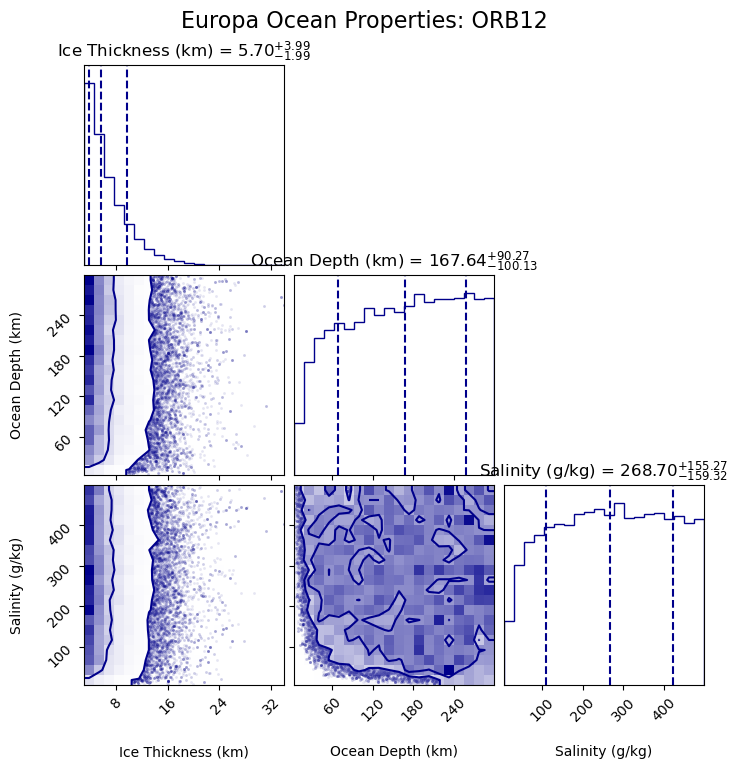 Europa Ocean Properties: ORB12
Ice Thickness (km) = 5.70+3.99−1.99
Ocean Depth (km) = 167.64+90.27−100.13
Ocean Depth (km)
240
180
120
60
Salinity (g/kg) = 268.70+155.27−159.32
Salinity (g/kg)
400
300
200
100
8 16 24 32
60 120 180 240
100 200 300 400
Ice Thickness (km) Ocean Depth (km) Salinity (g/kg)